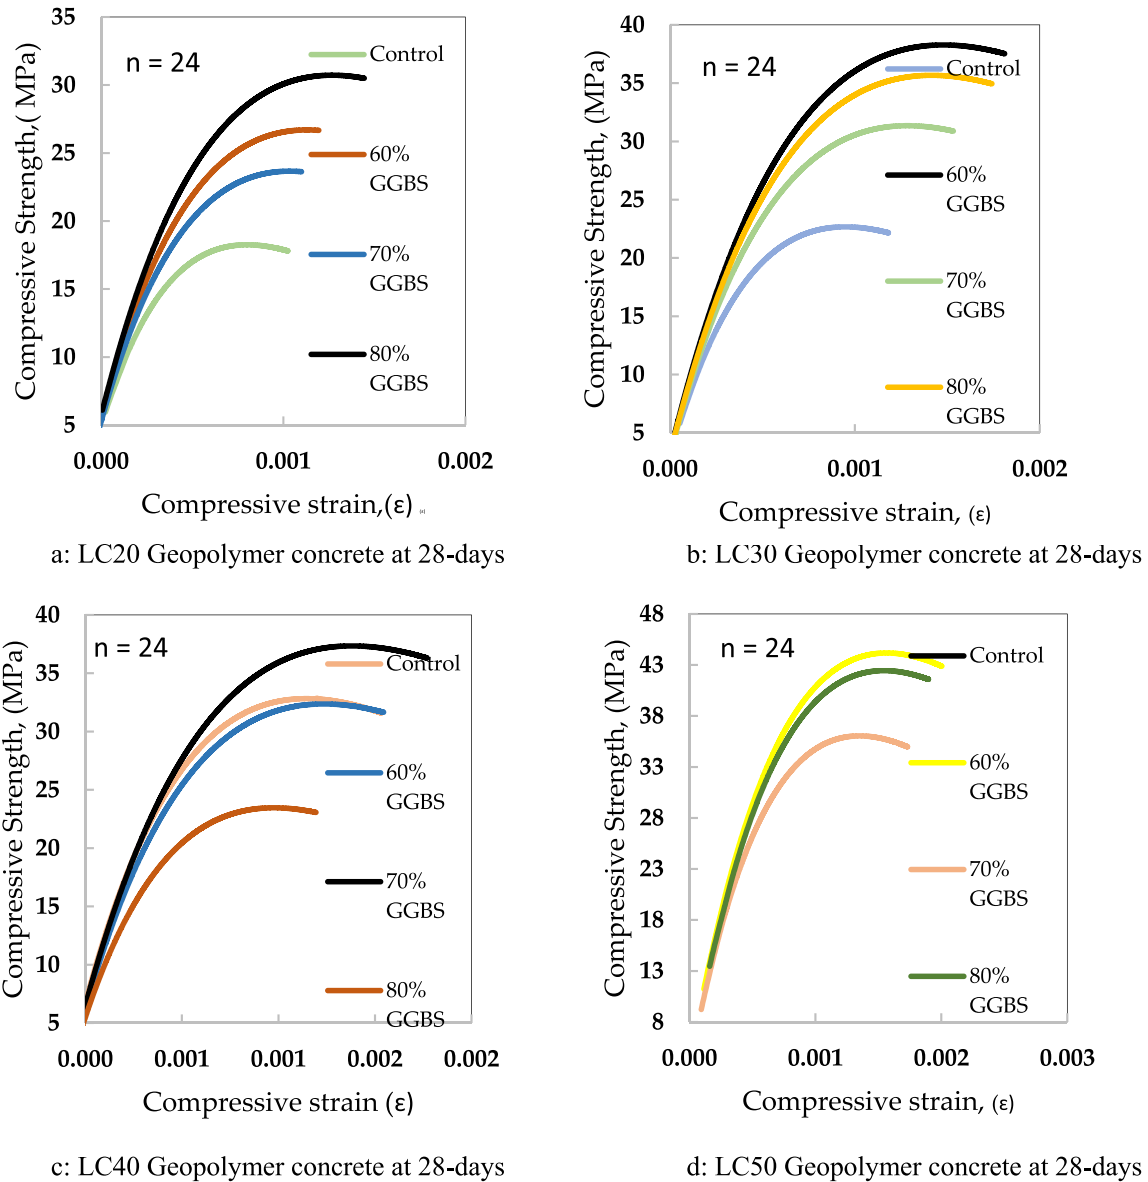 35
30
25
20
15
10
5
Compressive Strength,( MPa)
n = 24
Control
60%
GGBS
70%
GGBS
80%
GGBS
0.000
0.001
0.002
Compressive strain,(ε)
a: LC20 Geopolymer concrete at 28-days
40
35
30
25
20
15
10
5
Compressive Strength, (MPa)
n = 24
Control
60%
GGBS
70%
GGBS
80%
GGBS
0.000
0.001
0.002
Compressive strain, (ε)
b: LC30 Geopolymer concrete at 28-days
40
35
30
25
20
15
10
5
Compressive Strength, (MPa)
n = 24
Control
60%
GGBS
70%
GGBS
80%
GGBS
0.000
0.001
0.001
0.002
0.002
Compressive strain (ε)
c: LC40 Geopolymer concrete at 28-days
48
43
38
33
28
23
18
13
8
Compressive Strength, (MPa)
n = 24
Control
60%
GGBS
70%
GGBS
80%
GGBS
0.000
0.001
0.002
0.003
Compressive strain, (ε)
d: LC50 Geopolymer concrete at 28-days